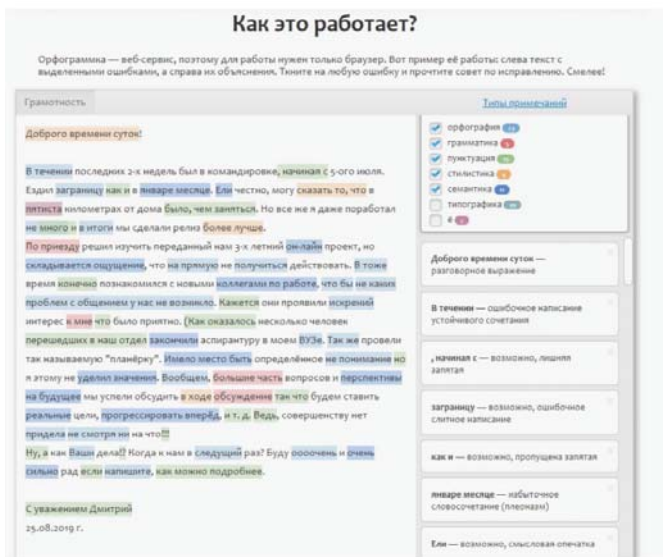 Как это работает?
Орфограммка — веб-сервис, поэтому для работы нужен только браузер. Вот
пример её работы: слева текст с
выделенными ошибками, а справа их объяснения. Ткните на любую ошибку и прочтите совет по исправлению. Смелее!
Грамотность
Типы примечаний
Доброго времени суток!
В течении последних 2-х недель был в командировке, начиная с 5-ого июля.
Ездил заграницу как и в январе месяце. Ели честно, могу сказать то, что в
пятиста километрах от дома было, чем заняться. Но все же я даже поработал
не много и в итоги мы сделали релиз более лучше.
По приезду решил изучить переданный нам 3-х летний он-лайн проект, но
складывается ощущение, что на прямую не получиться действовать. В тоже
время конечно познакомился с новыми коллегами по работе, что бы не каких
проблем с общением у нас не возникло. Кажется они проявили искрений
интерес к мне что было приятно. (Как оказалось несколько человек
перешедших в наш отдел закончили аспирантуру в моем ВУЗе. Так же провели
так называемую "планёрку". Имело место быть определённое не понимание но
я этому не уделил значения. Вообщем, большие часть вопросов и перспективы
на будущее мы успели обсудить в ходе обсуждение так что будем ставить
реальные цели, прогрессировать вперёд, и т. д. Ведь, совершенству нет
придела не смотря ни на что!!!
Ну, а как Ваши дела!? Когда к нам в следущий раз? Буду оооочень и очень
сильно рад если напишите, как можно подробнее.
С уважением Дмитрий
25.08.2019 г.
орфография
грамматика
пунктуация
стилистика
семантика
типографика
ё
Доброго времени суток —
разговорное выражение
В течении — ошибочное написание
устойчивого сочетания
, начиная с — возможно, лишняя
запятая
заграницу — возможно, ошибочное
слитное написание
как и — возможно, пропущена запятая
январе месяце — избыточное
словосочетание (плеоназм)
Ели — возможно, смысловая опечатка